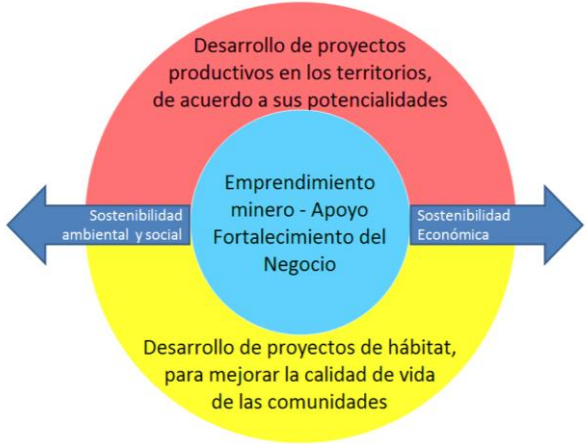 Desarrollo de proyectos
productivos en los territorios,
de acuerdo a sus potencialidades
Emprendimiento
minero - Apoyo
Fortalecimiento del
Negocio
Sostenibilidad
ambiental y social
Sostenibilidad
Económica
Desarrollo de proyectos de hábitat,
para mejorar la calidad de vida
de las comunidades